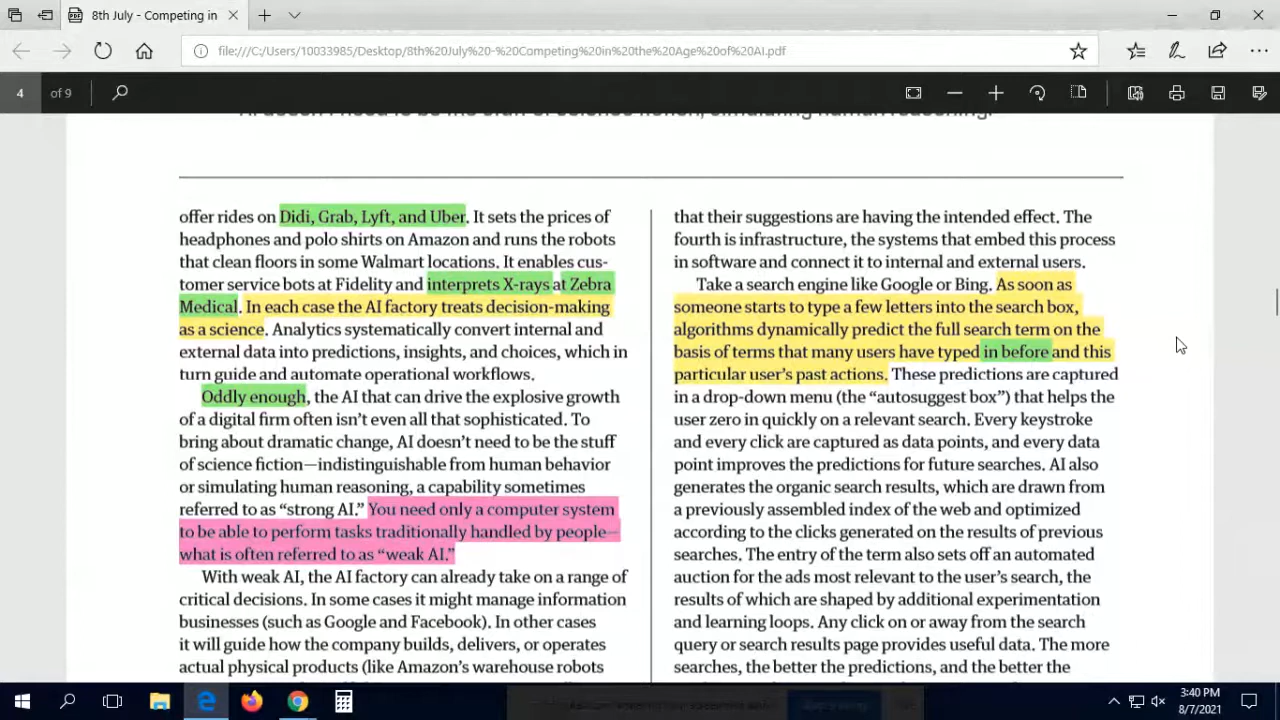 8th July - Competing in
file:///C:/Users/10033985/Desktop/8th%20July%20-%20Competing%20in%20the%20Age%20of%20AI.pdf
4 of 9
AI doesn't need to be the stuff of science fiction, simulating human reasoning.
offer rides on Didi, Grab, Lyft, and Uber. It sets the prices of
headphones and polo shirts on Amazon and runs the robots
that clean floors in some Walmart locations. It enables cus-
tomer service bots at Fidelity and interprets X-rays at Zebra
Medical. In each case the AI factory treats decision-making
as a science. Analytics systematically convert internal and
external data into predictions, insights, and choices, which in
turn guide and automate operational workflows.
Oddly enough, the AI that can drive the explosive growth
of a digital firm often isn't even all that sophisticated. To
bring about dramatic change, AI doesn't need to be the stuff
of science fiction—indistinguishable from human behavior
or simulating human reasoning, a capability sometimes
referred to as “strong AI.” You need only a computer system
to be able to perform tasks traditionally handled by people—
what is often referred to as “weak AI.”
With weak AI, the AI factory can already take on a range of
critical decisions. In some cases it might manage information
businesses (such as Google and Facebook). In other cases
it will guide how the company builds, delivers, or operates
actual physical products (like Amazon's warehouse robots
that their suggestions are having the intended effect. The
fourth is infrastructure, the systems that embed this process
in software and connect it to internal and external users.
Take a search engine like Google or Bing. As soon as
someone starts to type a few letters into the search box,
algorithms dynamically predict the full search term on the
basis of terms that many users have typed in before and this
particular user's past actions. These predictions are captured
in a drop-down menu (the “autosuggest box”) that helps the
user zero in quickly on a relevant search. Every keystroke
and every click are captured as data points, and every data
point improves the predictions for future searches. AI also
generates the organic search results, which are drawn from
a previously assembled index of the web and optimized
according to the clicks generated on the results of previous
searches. The entry of the term also sets off an automated
auction for the ads most relevant to the user's search, the
results of which are shaped by additional experimentation
and learning loops. Any click on or away from the search
query or search results page provides useful data. The more
searches, the better the predictions, and the better the
3:40 PM
8/7/2021